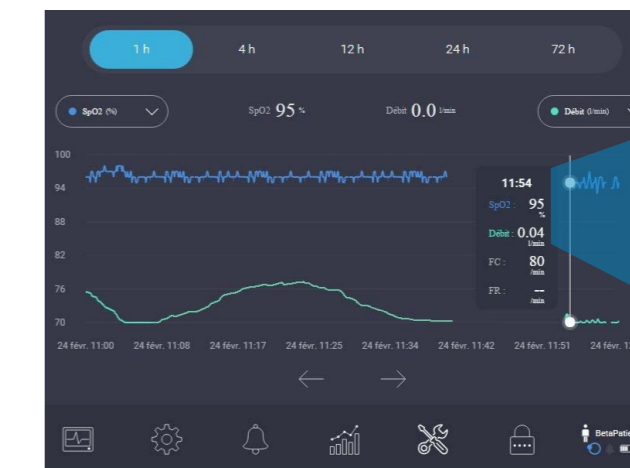 1 h 4 h 12 h 24 h 72 h
SpO2 (%) SpO2 95 % Débit 0.0 l/min Débit (l/min)
100
94
88
82
76
70
11:54
SpO2 : 95 %
Débit : 0.04 l/min
FC : 80 /min
FR : -- /min
24 févr. 11:00 24 févr. 11:08 24 févr. 11:17 24 févr. 11:25 24 févr. 11:34 24 févr. 11:42 24 févr. 11:51 24 févr.
BetaPatie